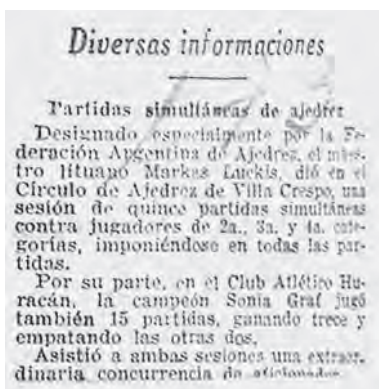 Diversas informaciones
Partidas simultáneas de ajedrez
Designado especialmente por la Fe-
deración Argentina de Ajedrez, el maes-
tro lituano Markas Luckis, dió en el
Círculo de Ajedrez de Villa Crespo, una
sesión de quince partidas simultáneas
contra jugadores de 2a., 3a. y 4a. cate-
gorías, imponiéndose en todas las par-
tidas.
Por su parte, en el Club Atlético Hu-
racán, la campeón Sonia Graf jugó
también 15 partidas, ganando trece y
empatando las otras dos.
Asistió a ambas sesiones una extraor-
dinaria concurrencia de aficionados